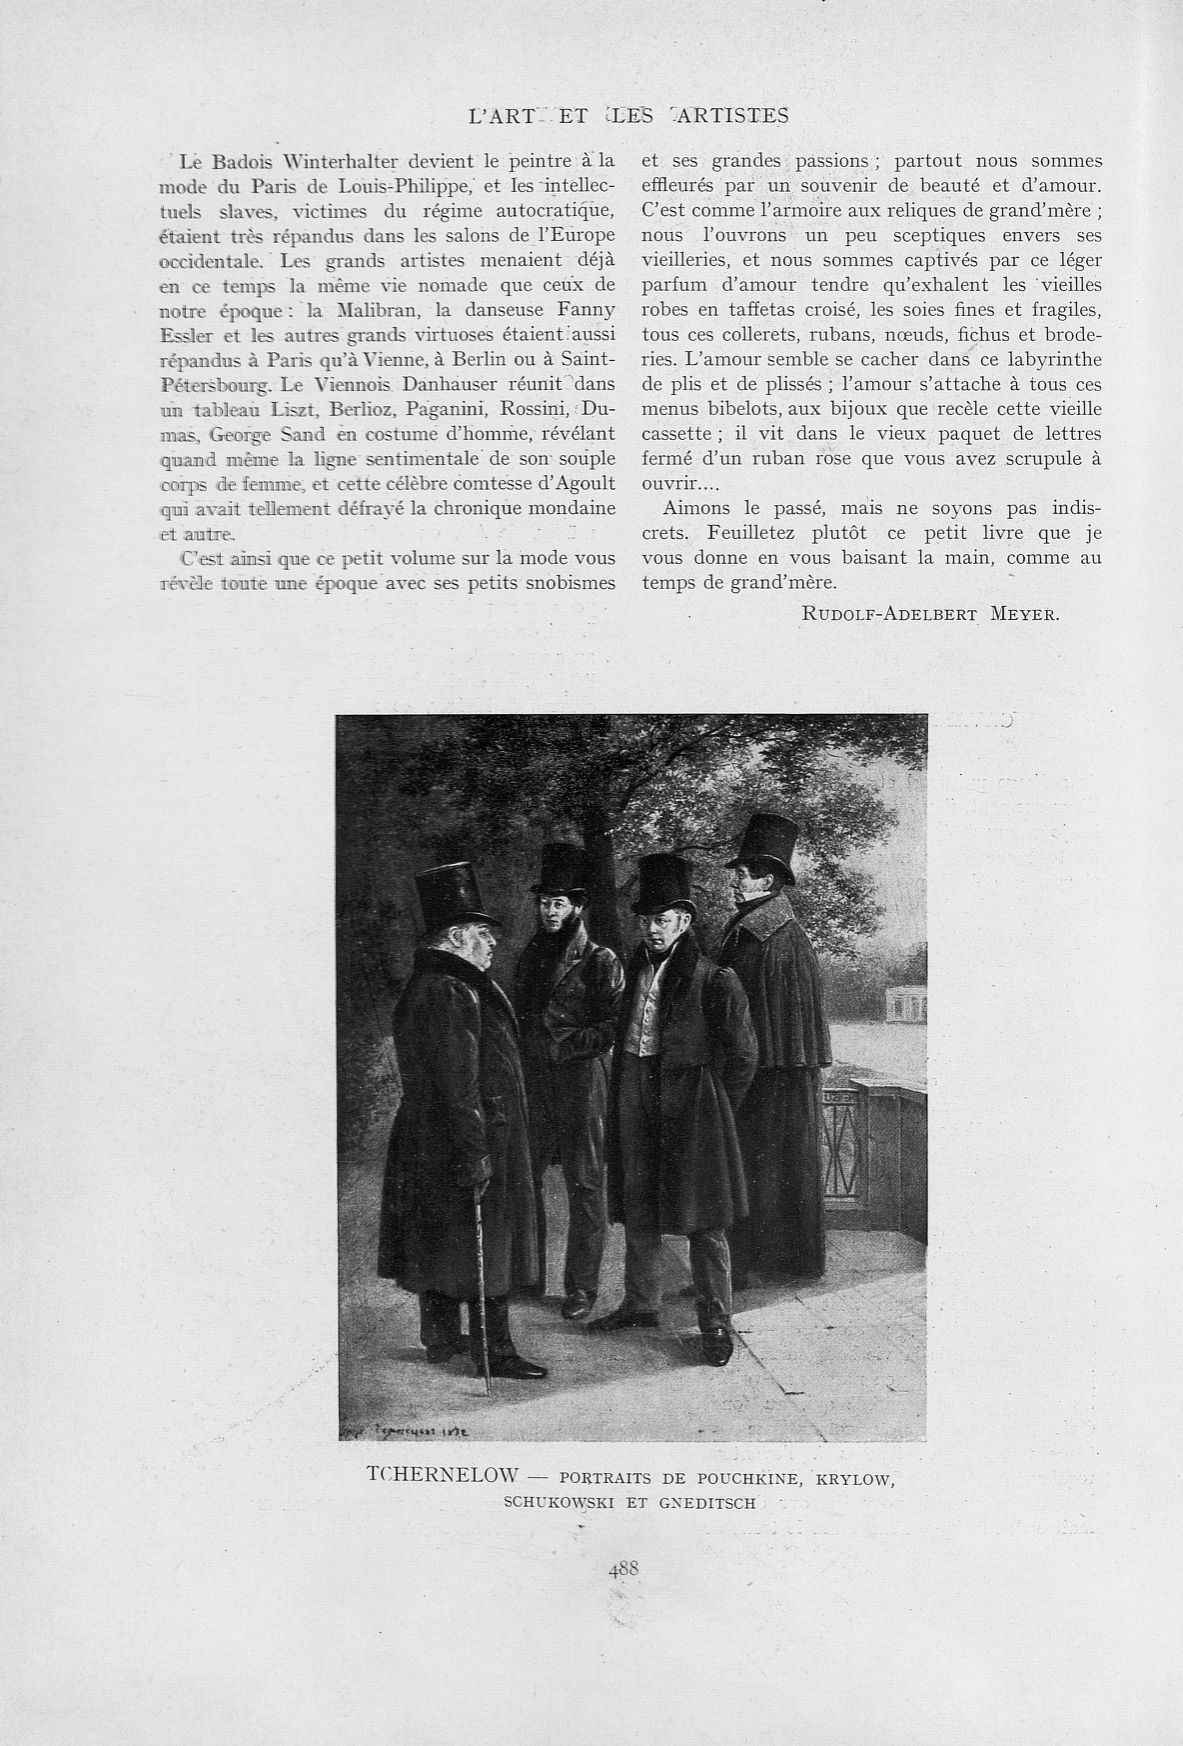 L'ART ET LES ARTISTES
Le Badois Winterhalter devient le peintre à la
mode du Paris de Louis-Philippe, et les intellec-
tuels slaves, victimes du régime autocratique,
étaient très répandus dans les salons de l'Europe
occidentale. Les grands artistes menaient déjà
en ce temps la même vie nomade que ceux de
notre époque : la Malibran, la danseuse Fanny
Essler et les autres grands virtuoses étaient aussi
répandus à Paris qu'à Vienne, à Berlin ou à Saint-
Pétersbourg. Le Viennois Danhauser réunit dans
un tableau Liszt, Berlioz, Paganini, Rossini, Du-
mas, George Sand en costume d'homme, révélant
quand même la ligne sentimentale de son souple
corps de femme, et cette célèbre comtesse d'Agoult
qui avait tellement défrayé la chronique mondaine
et autre.
C'est ainsi que ce petit volume sur la mode vous
révèle toute une époque avec ses petits snobismes
et ses grandes passions ; partout nous sommes
effleurés par un souvenir de beauté et d'amour.
C'est comme l'armoire aux reliques de grand'mère ;
nous l'ouvrons un peu sceptiques envers ses
vieilleries, et nous sommes captivés par ce léger
parfum d'amour tendre qu'exhalent les vieilles
robes en taffetas croisé, les soies fines et fragiles,
tous ces collerets, rubans, nœuds, fichus et brode-
ries. L'amour semble se cacher dans ce labyrinthe
de plis et de plissés ; l'amour s'attache à tous ces
menus bibelots, aux bijoux que recèle cette vieille
cassette ; il vit dans le vieux paquet de lettres
fermé d'un ruban rose que vous avez scrupule à
ouvrir....
Aimons le passé, mais ne soyons pas indis-
crets. Feuilletez plutôt ce petit livre que je
vous donne en vous baisant la main, comme au
temps de grand'mère.
RUDOLF-ADELBERT MEYER.
1832
TCHERNELOW — PORTRAITS DE POUCHKINE, KRYLOW,
SCHUKOWSKI ET GNEDITSCH
488